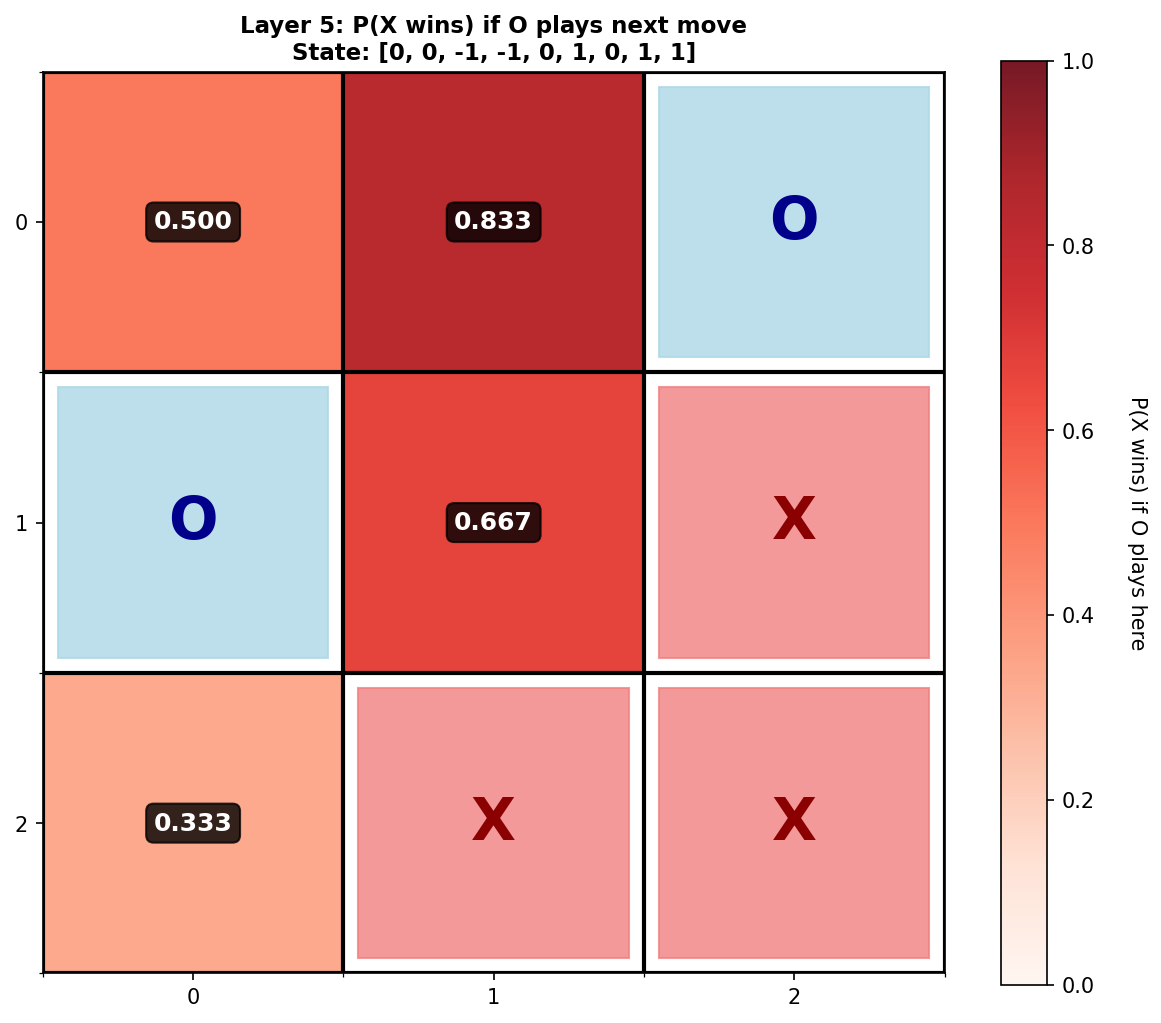 Layer 5: P(X wins) if O plays next move
State: [0, 0, -1, -1, 0, 1, 0, 1, 1]
0
0.500
0.833
O
1
O
0.667
X
2
0.333
X
X
0
1
2
1.0
0.8
0.6
0.4
0.2
0.0
P(X wins) if O plays here